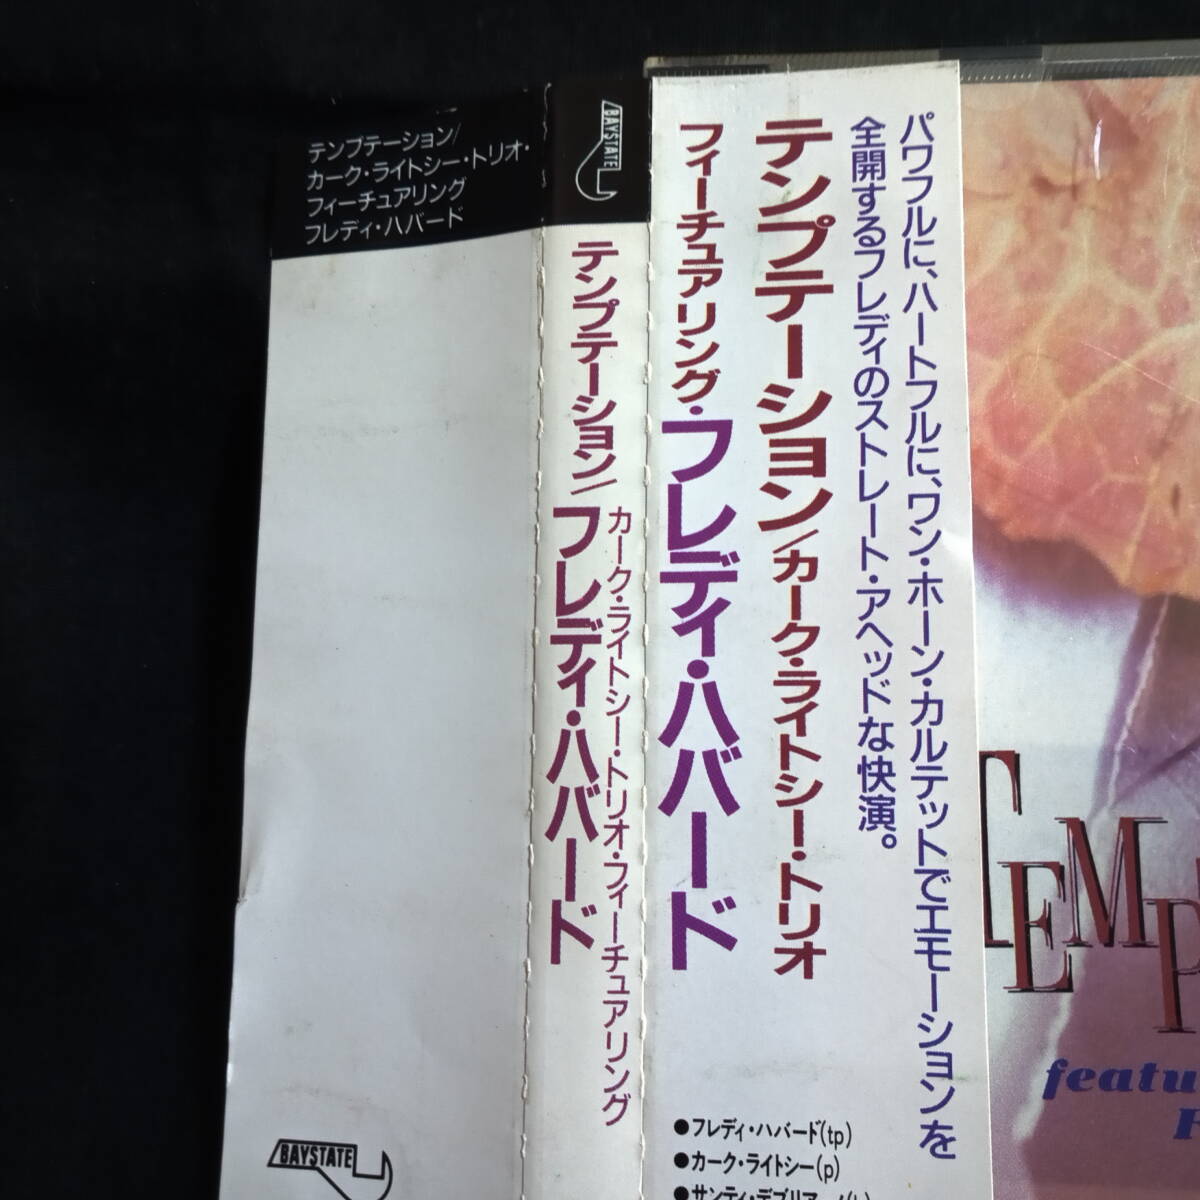 テンプテーション/
カーク・ライトシー・トリオ・
フィーチュアリング
フレディ・ハバード
BAYSTATE
BAYSTATE
テンプテーション/
カーク・ライトシー・トリオ・フィーチュアリング
フレディ・ハバード
パワフルに、ハートフルに、ワン・ホーン・カルテットでエモーションを
全開するフレディのストレート・アヘッドな快演。
テンプテーション/カーク・ライトシー・トリオ
フィーチュアリング・フレディ・ハバード
●フレディ・ハバード(tp)
●カーク・ライトシー(p)
●サンティ・デブリア
TEMP
featu